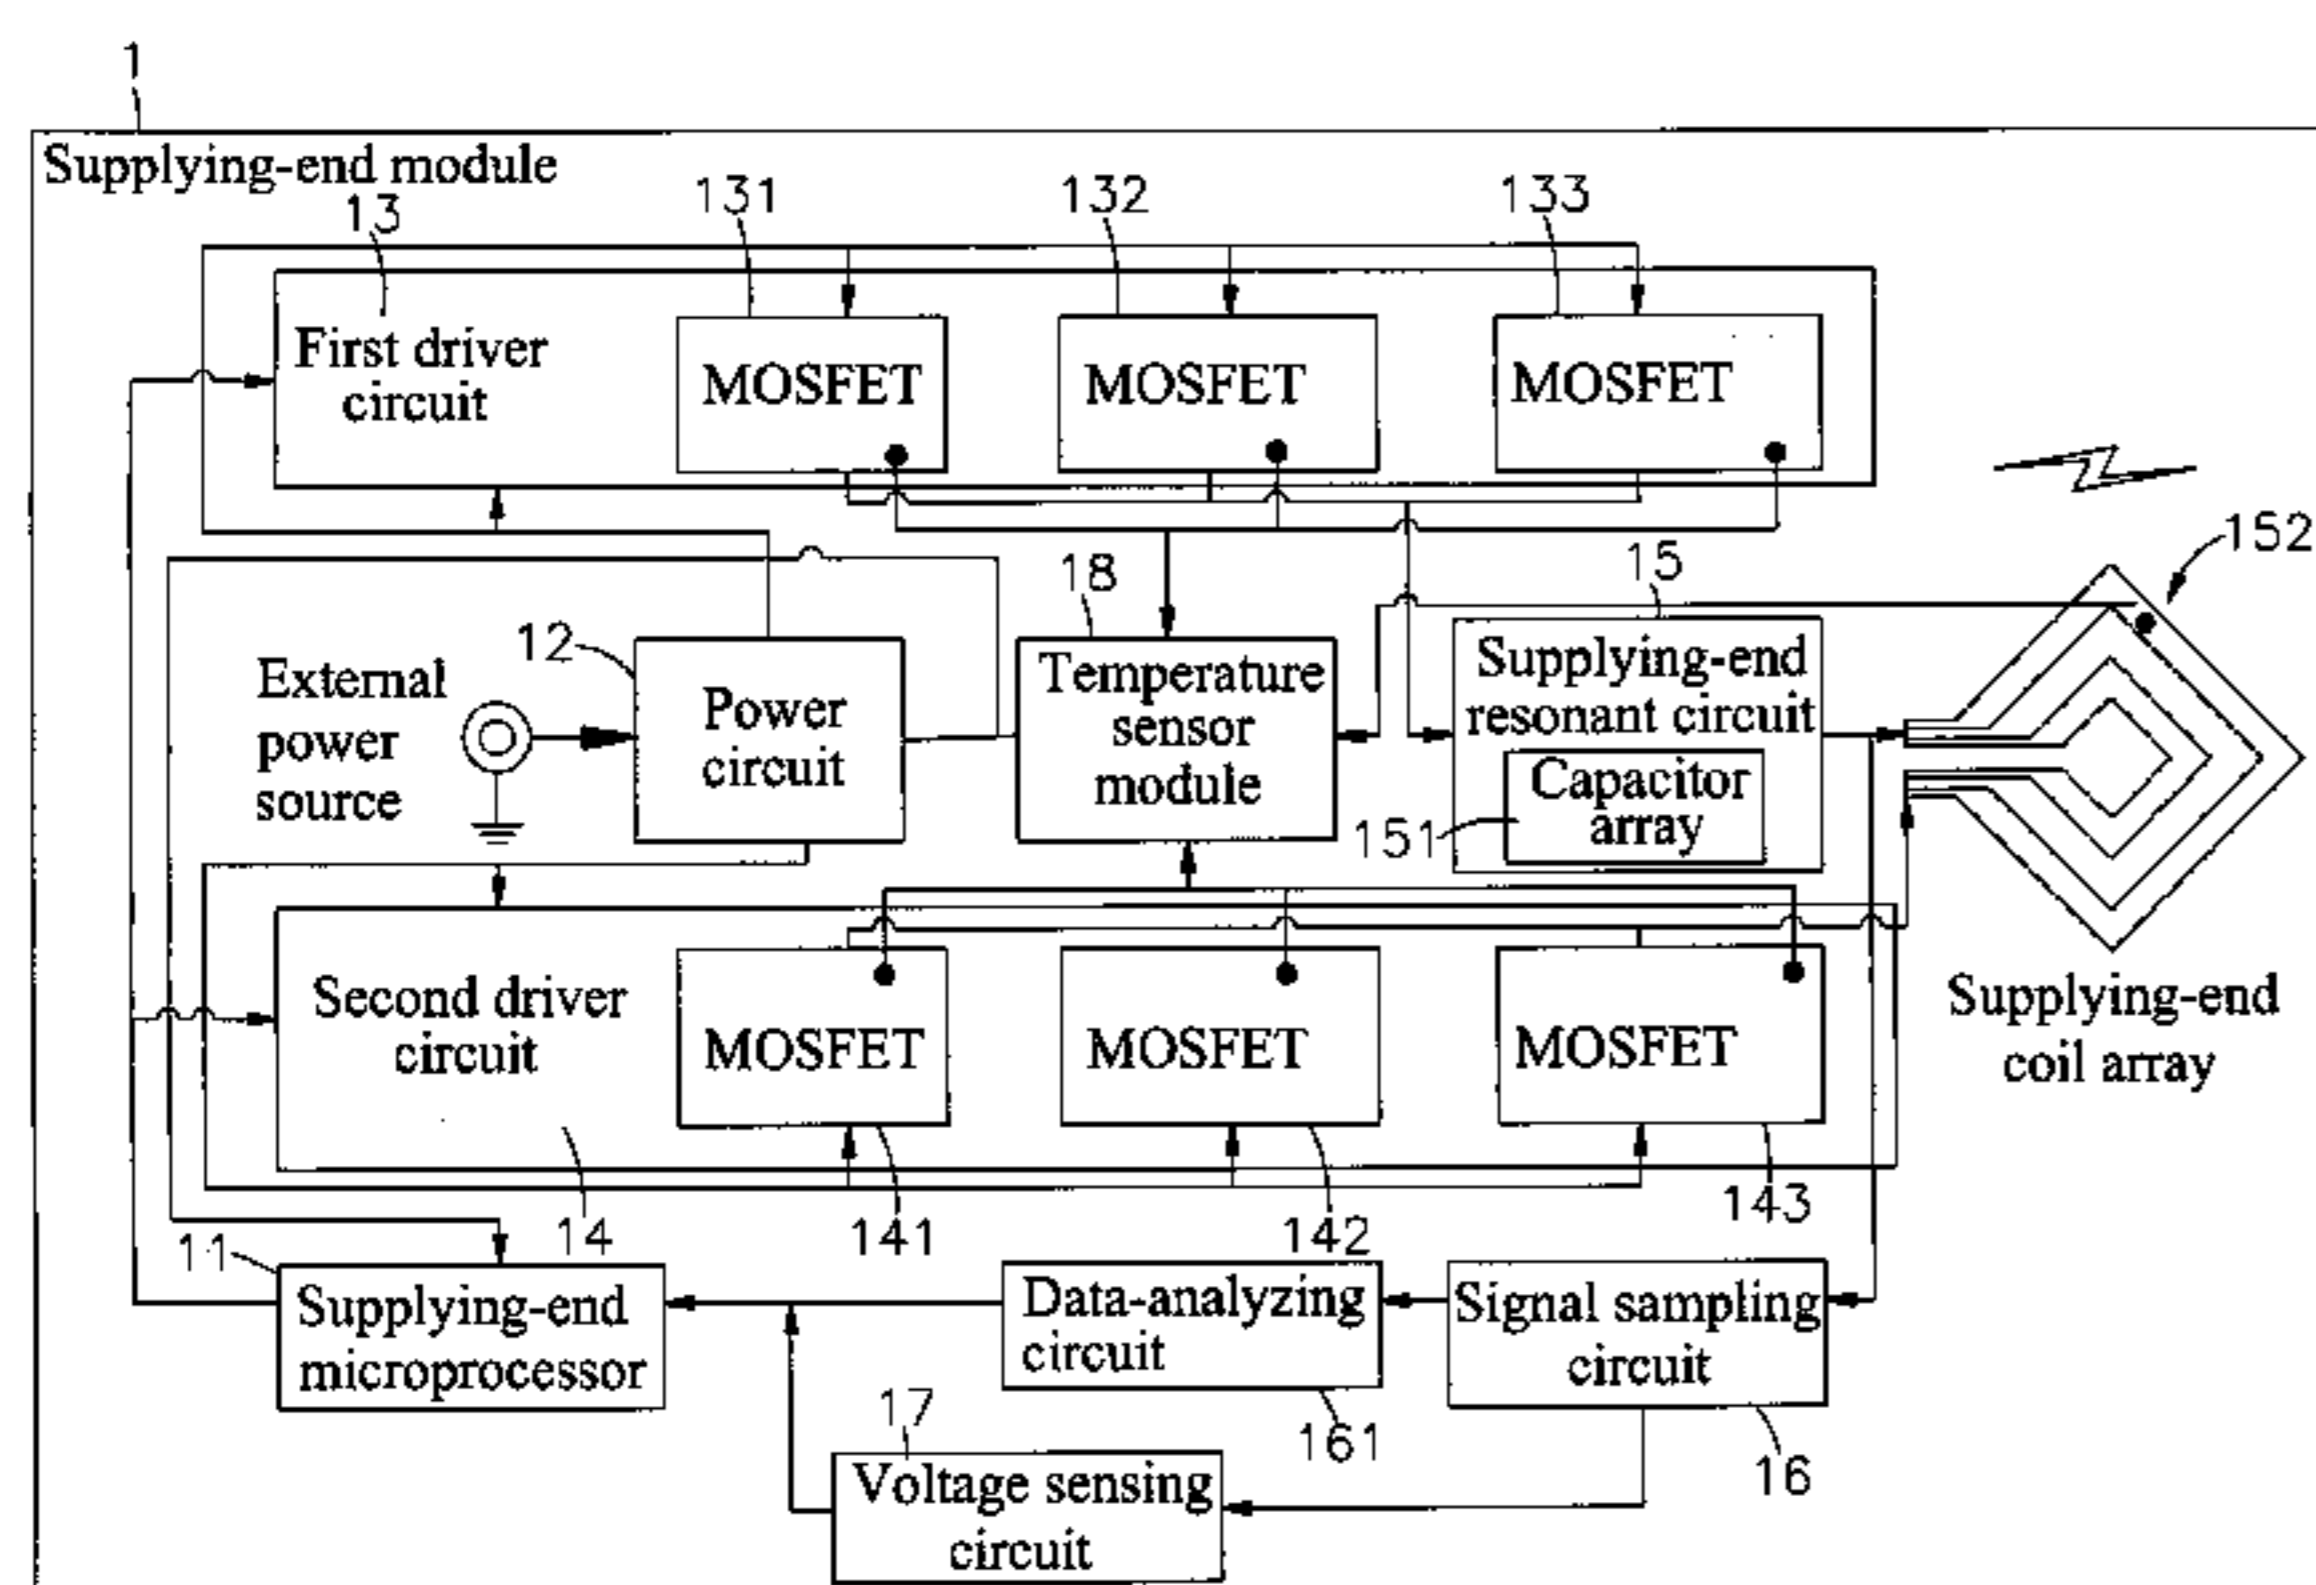 1
Supplying-end module
13
131
132
133
First driver
circuit
MOSFET
MOSFET
MOSFET
152
18
15
12
External
power
source
Power
circuit
Temperature
sensor
module
Supplying-end
resonant circuit
Capacitor
array
151
Second driver
circuit
MOSFET
MOSFET
MOSFET
Supplying-end
coil array
14
141
142
143
11
Supplying-end
microprocessor
Data-analyzing
circuit
Signal sampling
circuit
17
161
16
Voltage sensing
circuit